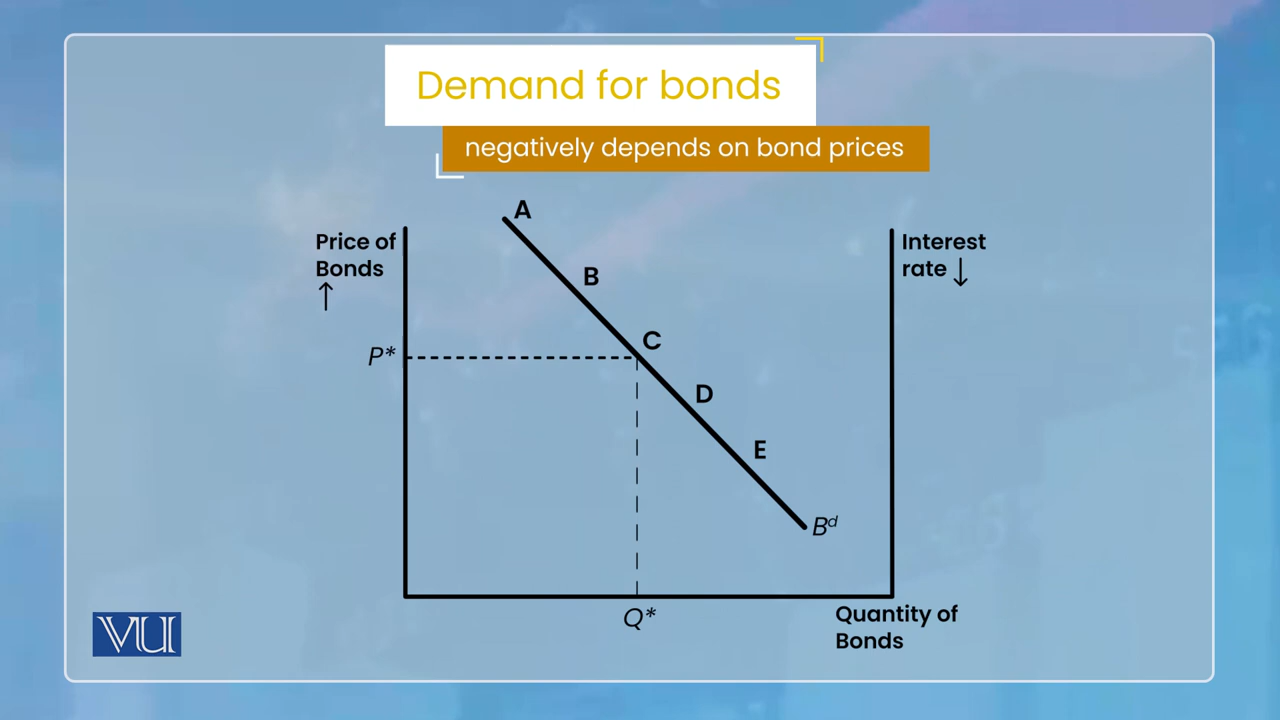 Demand for bonds
negatively depends on bond prices
A
Price of
Bonds
↑
Interest
rate ↓
B
C
P*
D
E
Bᵈ
Q*
Quantity of
Bonds
VU